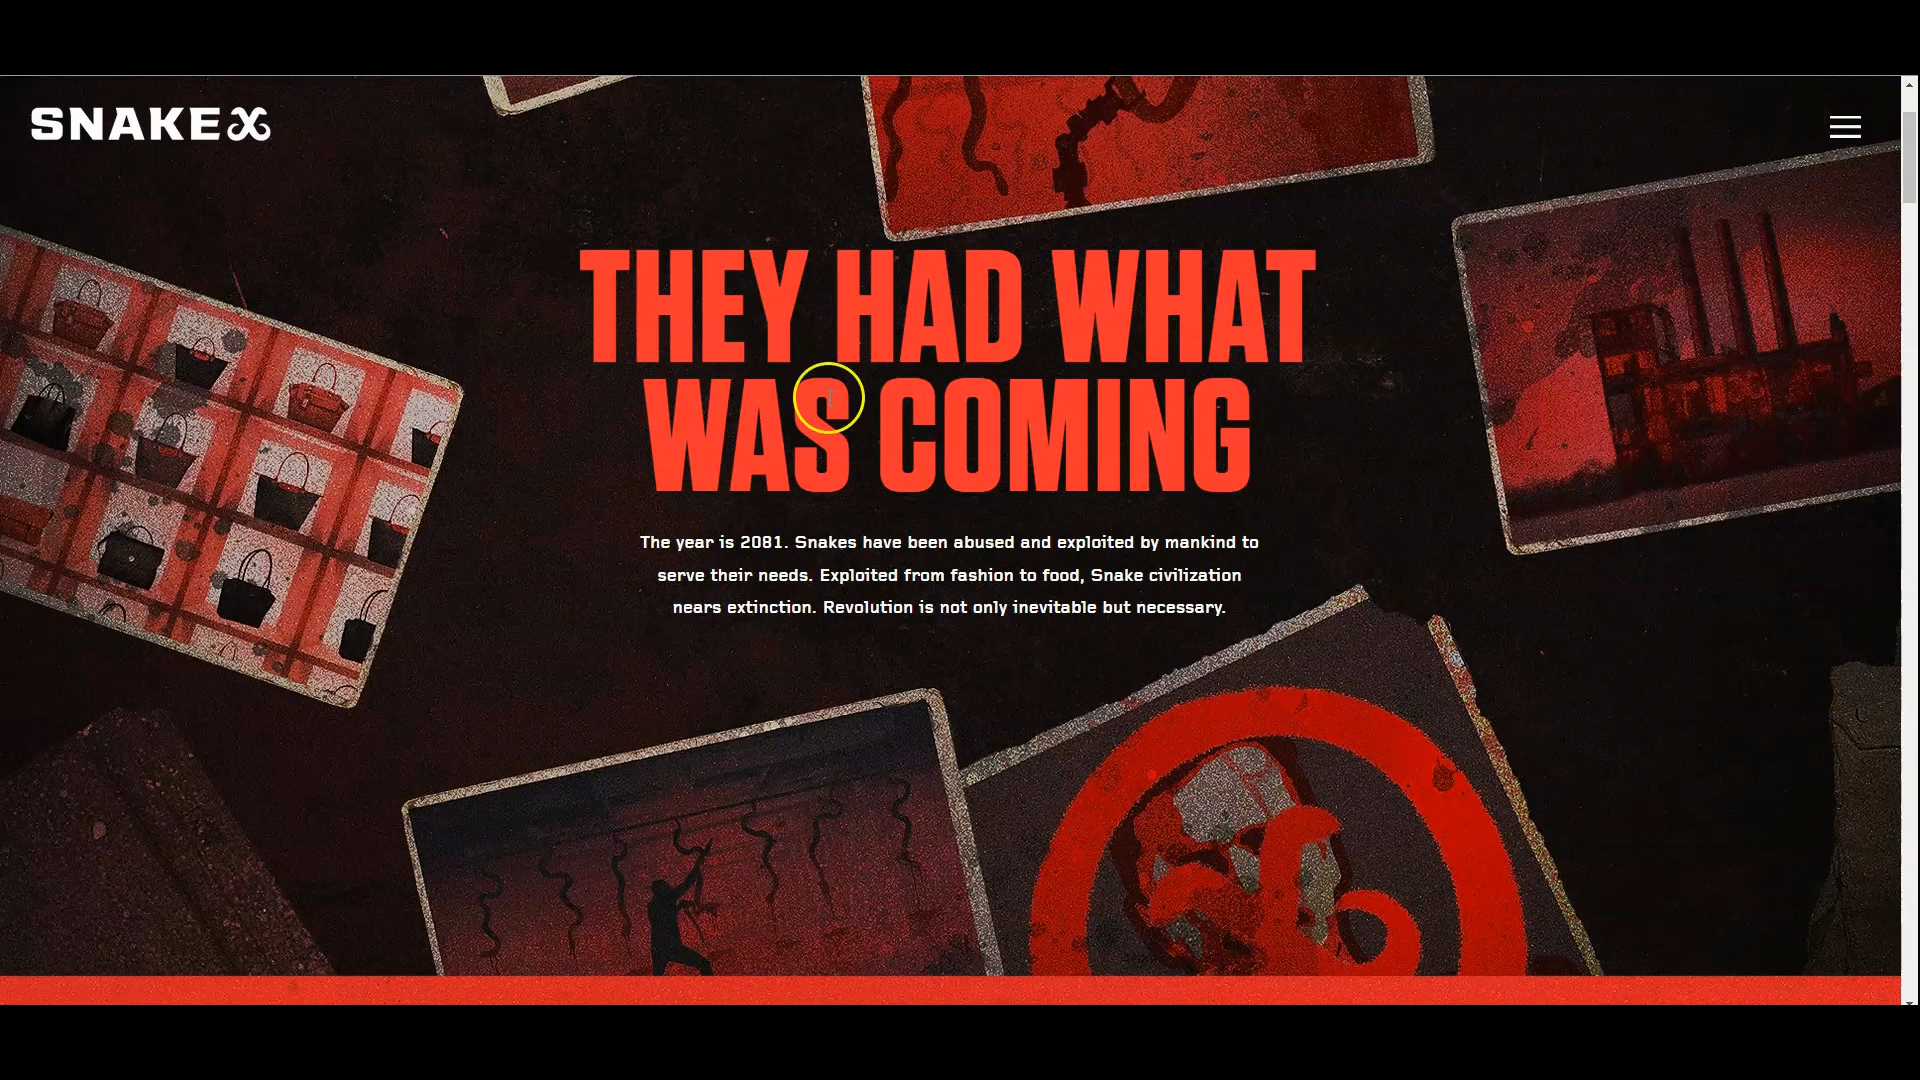 SNAKEX
THEY HAD WHAT
WAS COMING
The year is 2081. Snakes have been abused and exploited by mankind to
serve their needs. Exploited from fashion to food, Snake civilization
nears extinction. Revolution is not only inevitable but necessary.